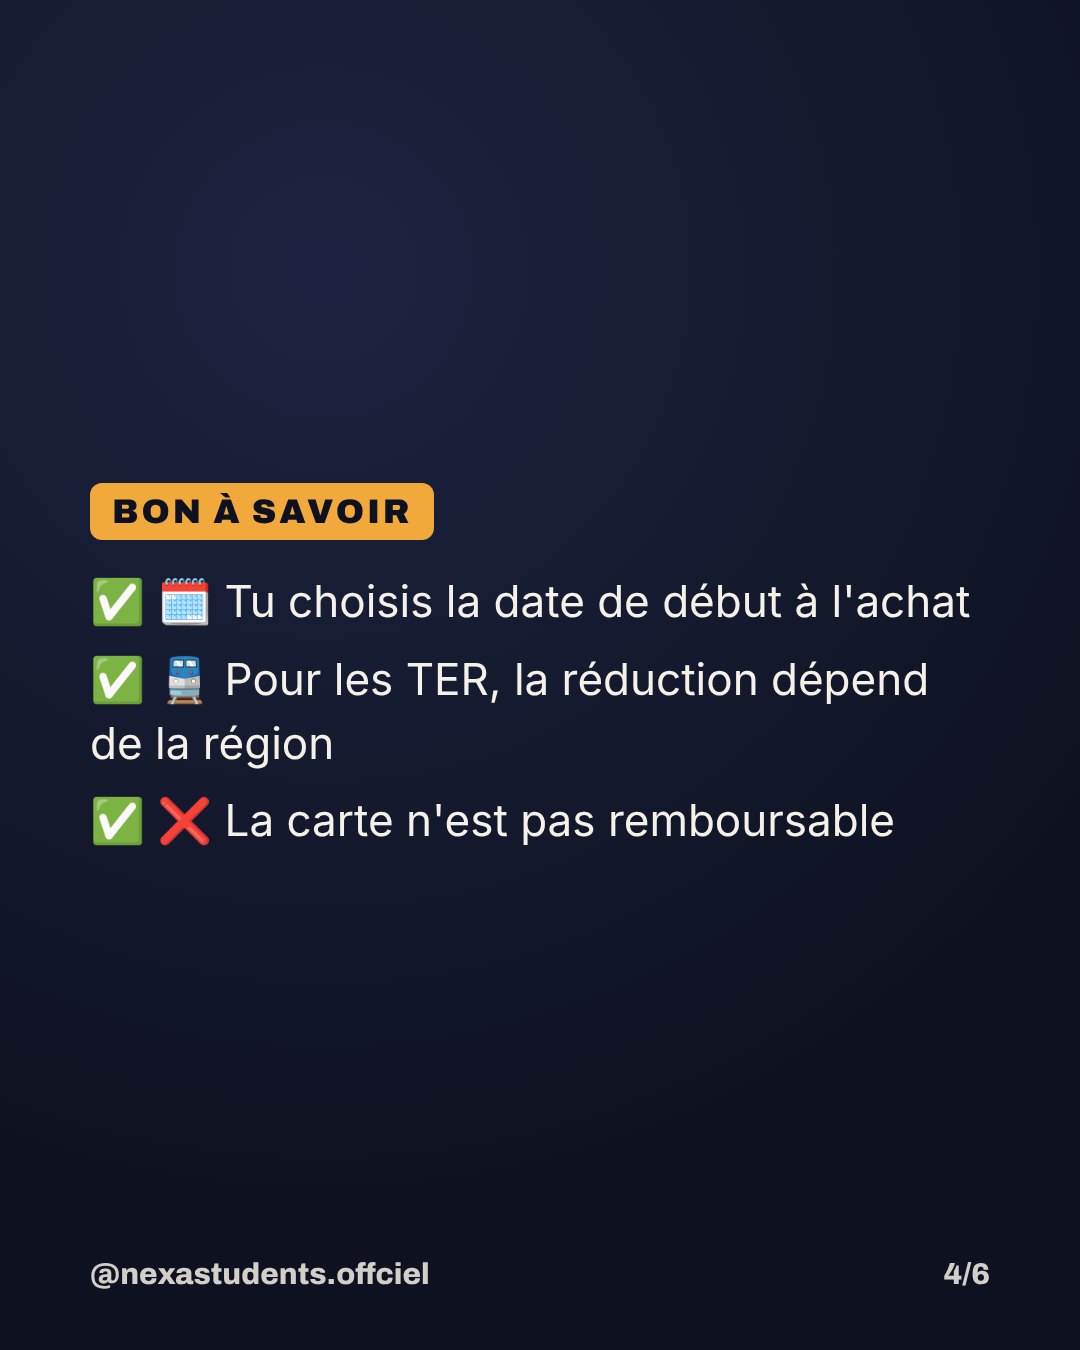 BON À SAVOIR
✅ 🗓️ Tu choisis la date de début à l'achat
✅ 🚆 Pour les TER, la réduction dépend
de la région
✅ ❌ La carte n'est pas remboursable
@nexastudents.offciel
4/6